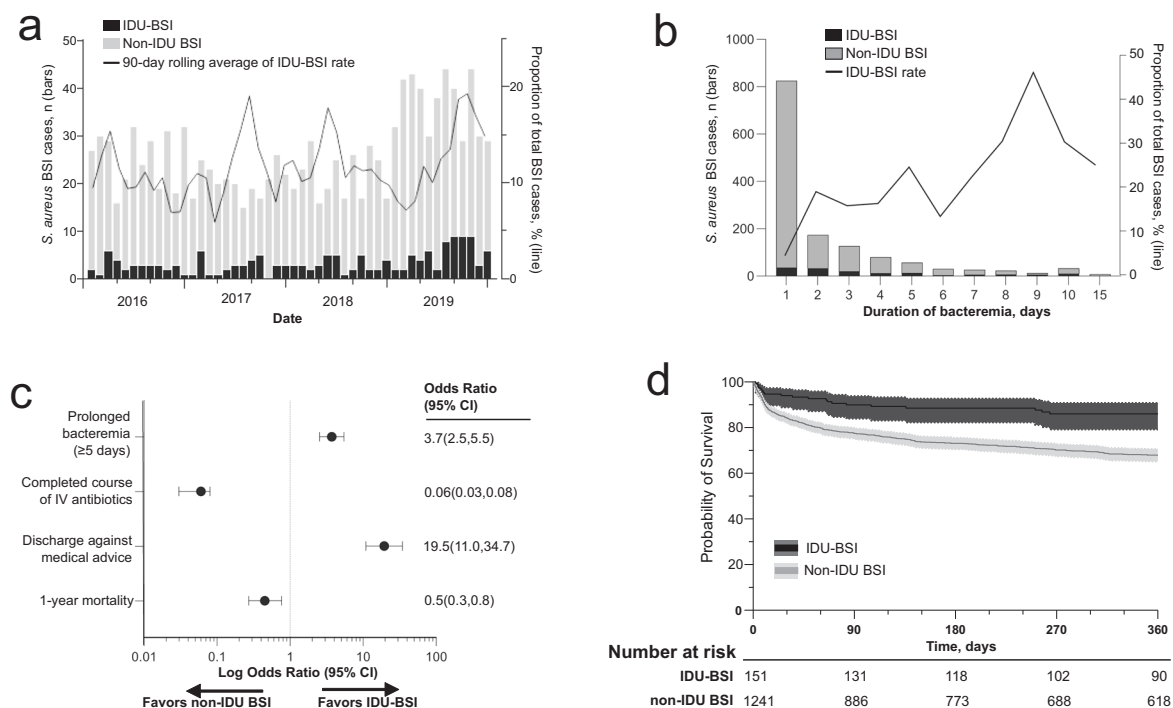 a
IDU-BSI
Non-IDU BSI
90-day rolling average of IDU-BSI rate
S. aureus BSI cases, n (bars)
50
40
30
20
10
0
Proportion of total BSI cases, % (line)
20
10
0
2016 2017 2018 2019
Date
b
IDU-BSI
Non-IDU BSI
IDU-BSI rate
S. aureus BSI cases, n (bars)
1000
800
600
400
200
0
Proportion of total BSI cases, % (line)
50
40
30
20
10
0
1 2 3 4 5 6 7 8 9 10 15
Duration of bacteremia, days
c
Odds Ratio
(95% CI)
Prolonged
bacteremia
(≥5 days)
3.7(2.5,5.5)
Completed course
of IV antibiotics
0.06(0.03,0.08)
Discharge against
medical advice
19.5(11.0,34.7)
1-year mortality
0.5(0.3,0.8)
0.01 0.1 1 10 100
Log Odds Ratio (95% CI)
Favors non-IDU BSI Favors IDU-BSI
d
Probability of Survival
100
80
60
40
20
0
IDU-BSI
Non-IDU BSI
0 90 180 270 360
Time, days
Number at risk
IDU-BSI 151 131 118 102 90
non-IDU BSI 1241 886 773 688 618